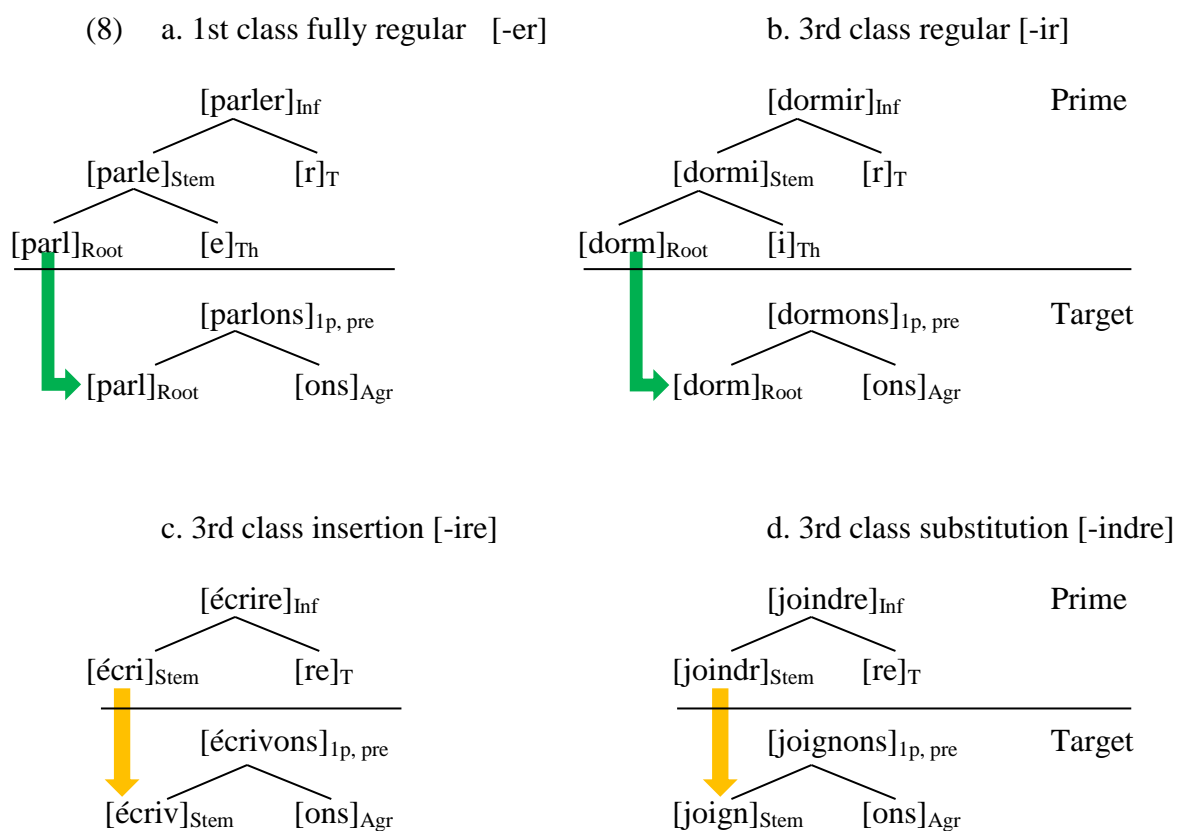 (8) a. 1st class fully regular [-er] b. 3rd class regular [-ir]
[parler]Inf [dormir]Inf Prime
[parle]Stem [r]T [dormi]Stem [r]T
[parl]Root [e]Th [dorm]Root [i]Th
[parlons]1p, pre [dormons]1p, pre Target
[parl]Root [ons]Agr [dorm]Root [ons]Agr
c. 3rd class insertion [-ire] d. 3rd class substitution [-indre]
[écrire]Inf [joindre]Inf Prime
[écri]Stem [re]T [joindr]Stem [re]T
[écrivons]1p, pre [joignons]1p, pre Target
[écriv]Stem [ons]Agr [joign]Stem [ons]Agr